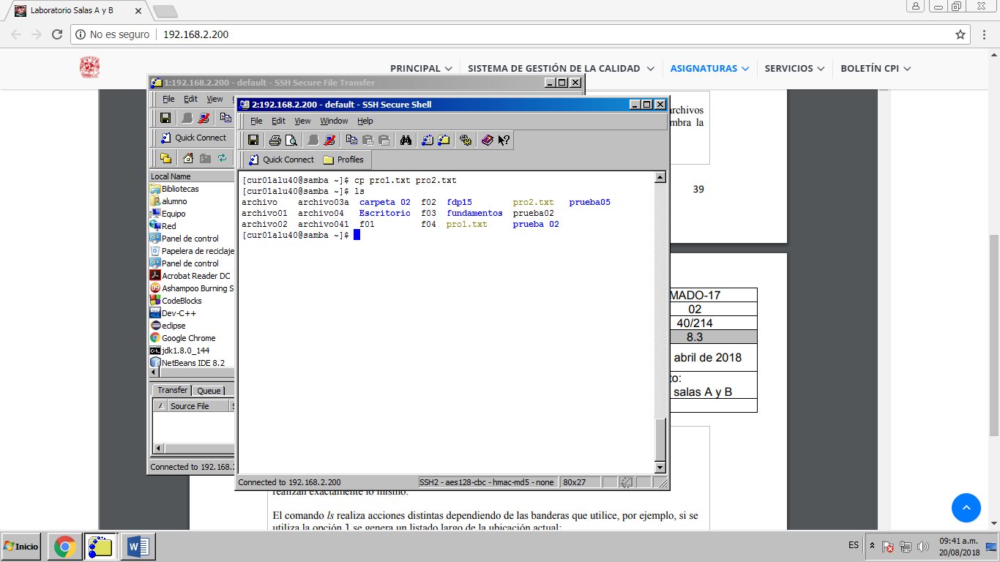 Laboratorio Salas A y B
No es seguro 192.168.2.200
PRINCIPAL SISTEMA DE GESTIÓN DE LA CALIDAD ASIGNATURAS SERVICIOS BOLETÍN CPI
1:192.168.2.200 - default - SSH Secure File Transfer
File Edit View
Quick Connect
Local Name
Bibliotecas
alumno
Equipo
Red
Panel de control
Papelera de reciclaje
Panel de control
Acrobat Reader DC
Ashampoo Burning S
CodeBlocks
Dev-C++
eclipse
Google Chrome
jdk1.8.0_144
NetBeans IDE 8.2
Transfer Queue
Source File
Connected to 192.168.2
2:192.168.2.200 - default - SSH Secure Shell
File Edit View Window Help
Quick Connect Profiles
[cur01alu40@samba ~]$ cp pro1.txt pro2.txt
[cur01alu40@samba ~]$ ls
archivo archivo03a carpeta 02 f02 fdp15 pro2.txt prueba05
archivo01 archivo04 Escritorio f03 fundamentos prueba02
archivo02 archivo041 f01 f04 pro1.txt prueba 02
[cur01alu40@samba ~]$
Connected to 192.168.2.200 SSH2 - aes128-cbc - hmac-md5 - none 80x27
archivos
mbra la
39
MADO-17
02
40/214
8.3
abril de 2018
to:
salas A y B
realizan exactamente lo mismo.
El comando ls realiza acciones distintas dependiendo de las banderas que utilice, por ejemplo, si se
utiliza la opción l se genera un listado largo de la ubicación actual:
Inicio
ES
09:41 a.m.
20/08/2018